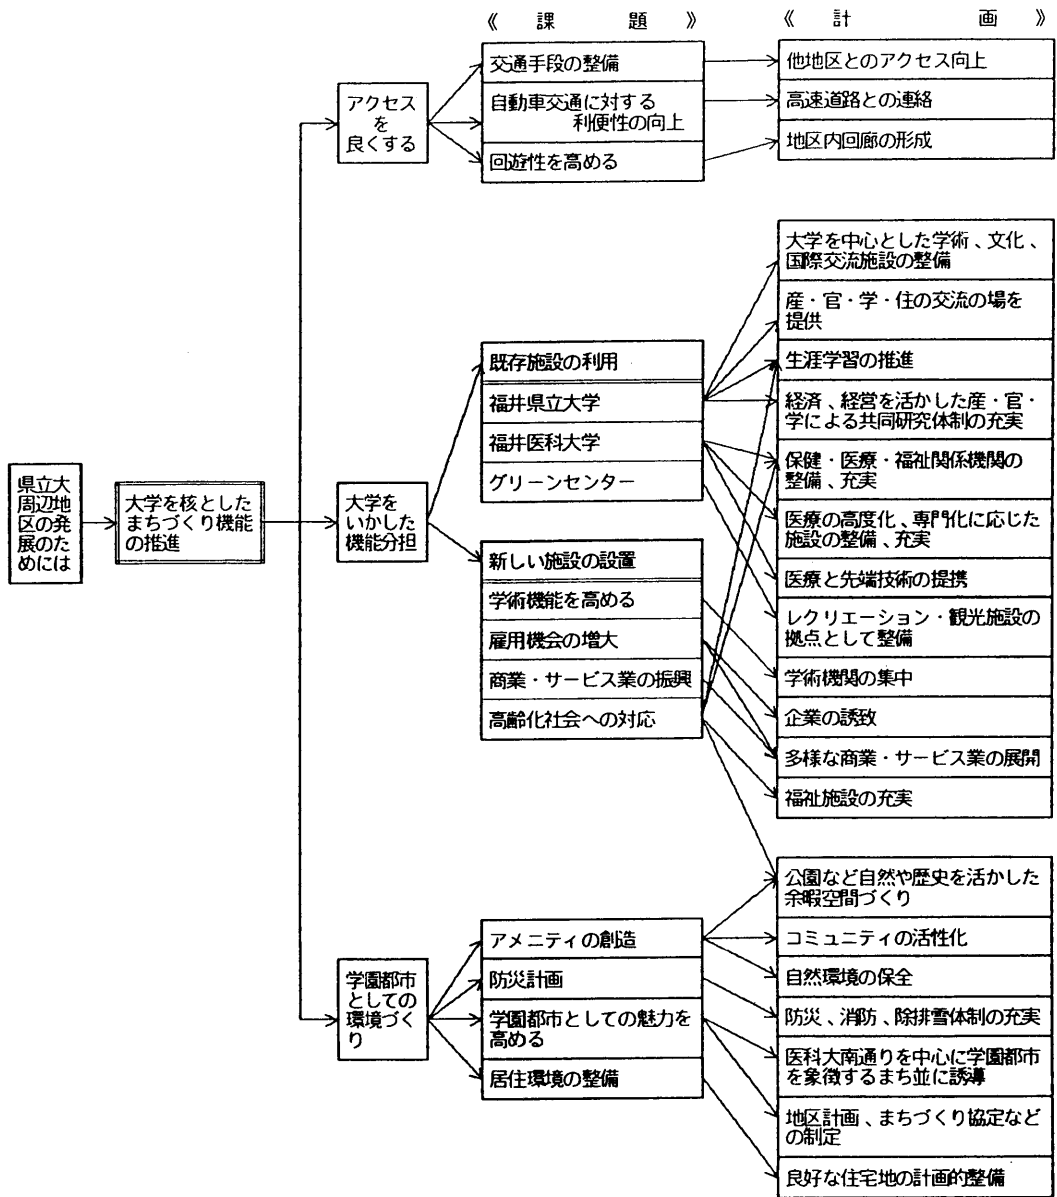 《　課　題　》
《　計　画　》
県立大
周辺地
区の発
展のた
めには
大学を核とした
まちづくり機能
の推進
アクセス
を
良くする
交通手段の整備
自動車交通に対する
利便性の向上
回遊性を高める
他地区とのアクセス向上
高速道路との連絡
地区内回廊の形成
大学を
いかした
機能分担
既存施設の利用
福井県立大学
福井医科大学
グリーンセンター
新しい施設の設置
学術機能を高める
雇用機会の増大
商業・サービス業の振興
高齢化社会への対応
大学を中心とした学術、文化、
国際交流施設の整備
産・官・学・住の交流の場を
提供
生涯学習の推進
経済、経営を活かした産・官・
学による共同研究体制の充実
保健・医療・福祉関係機関の
整備、充実
医療の高度化、専門化に応じた
施設の整備、充実
医療と先端技術の提携
レクリエーション・観光施設の
拠点として整備
学術機関の集中
企業の誘致
多様な商業・サービス業の展開
福祉施設の充実
学園都市
としての
環境づく
り
アメニティの創造
防災計画
学園都市としての魅力を
高める
居住環境の整備
公園など自然や歴史を活かした
余暇空間づくり
コミュニティの活性化
自然環境の保全
防災、消防、除排雪体制の充実
医科大南通りを中心に学園都市
を象徴するまち並に誘導
地区計画、まちづくり協定など
の制定
良好な住宅地の計画的整備